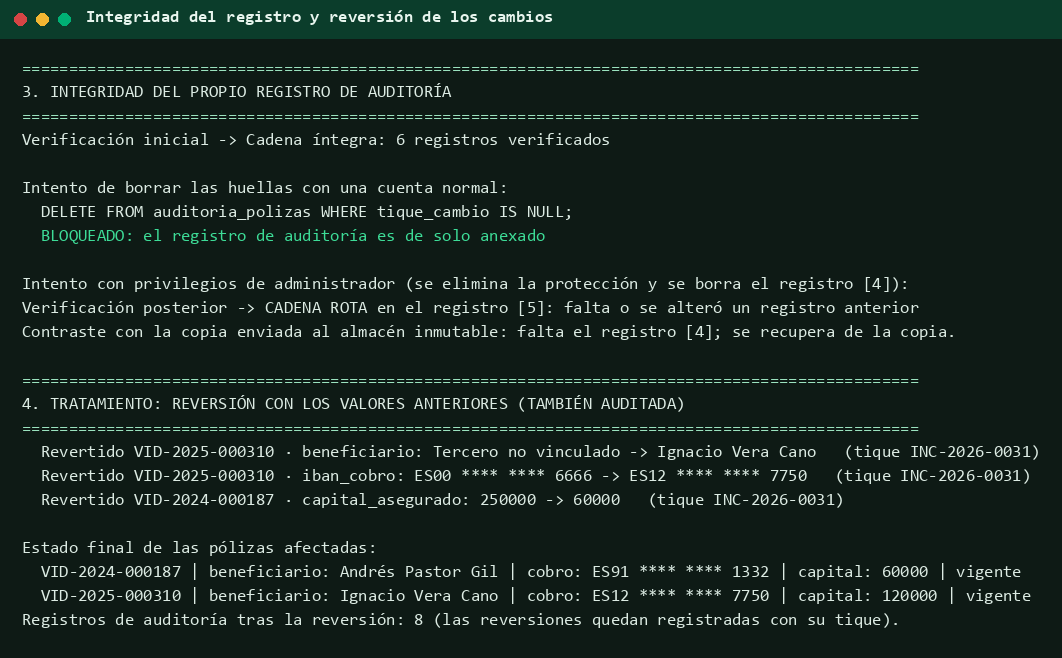 Integridad del registro y reversión de los cambios
================================================================================================
3. INTEGRIDAD DEL PROPIO REGISTRO DE AUDITORÍA
================================================================================================
Verificación inicial -> Cadena íntegra: 6 registros verificados
Intento de borrar las huellas con una cuenta normal:
DELETE FROM auditoria_polizas WHERE tique_cambio IS NULL;
BLOQUEADO: el registro de auditoría es de solo anexado
Intento con privilegios de administrador (se elimina la protección y se borra el registro [4]):
Verificación posterior -> CADENA ROTA en el registro [5]: falta o se alteró un registro anterior
Contraste con la copia enviada al almacén inmutable: falta el registro [4]; se recupera de la copia.
================================================================================================
4. TRATAMIENTO: REVERSIÓN CON LOS VALORES ANTERIORES (TAMBIÉN AUDITADA)
================================================================================================
Revertido VID-2025-000310 · beneficiario: Tercero no vinculado -> Ignacio Vera Cano (tique INC-2026-0031)
Revertido VID-2025-000310 · iban_cobro: ES00 **** **** 6666 -> ES12 **** **** 7750 (tique INC-2026-0031)
Revertido VID-2024-000187 · capital_asegurado: 250000 -> 60000 (tique INC-2026-0031)
Estado final de las pólizas afectadas:
VID-2024-000187 | beneficiario: Andrés Pastor Gil | cobro: ES91 **** **** 1332 | capital: 60000 | vigente
VID-2025-000310 | beneficiario: Ignacio Vera Cano | cobro: ES12 **** **** 7750 | capital: 120000 | vigente
Registros de auditoría tras la reversión: 8 (las reversiones quedan registradas con su tique).